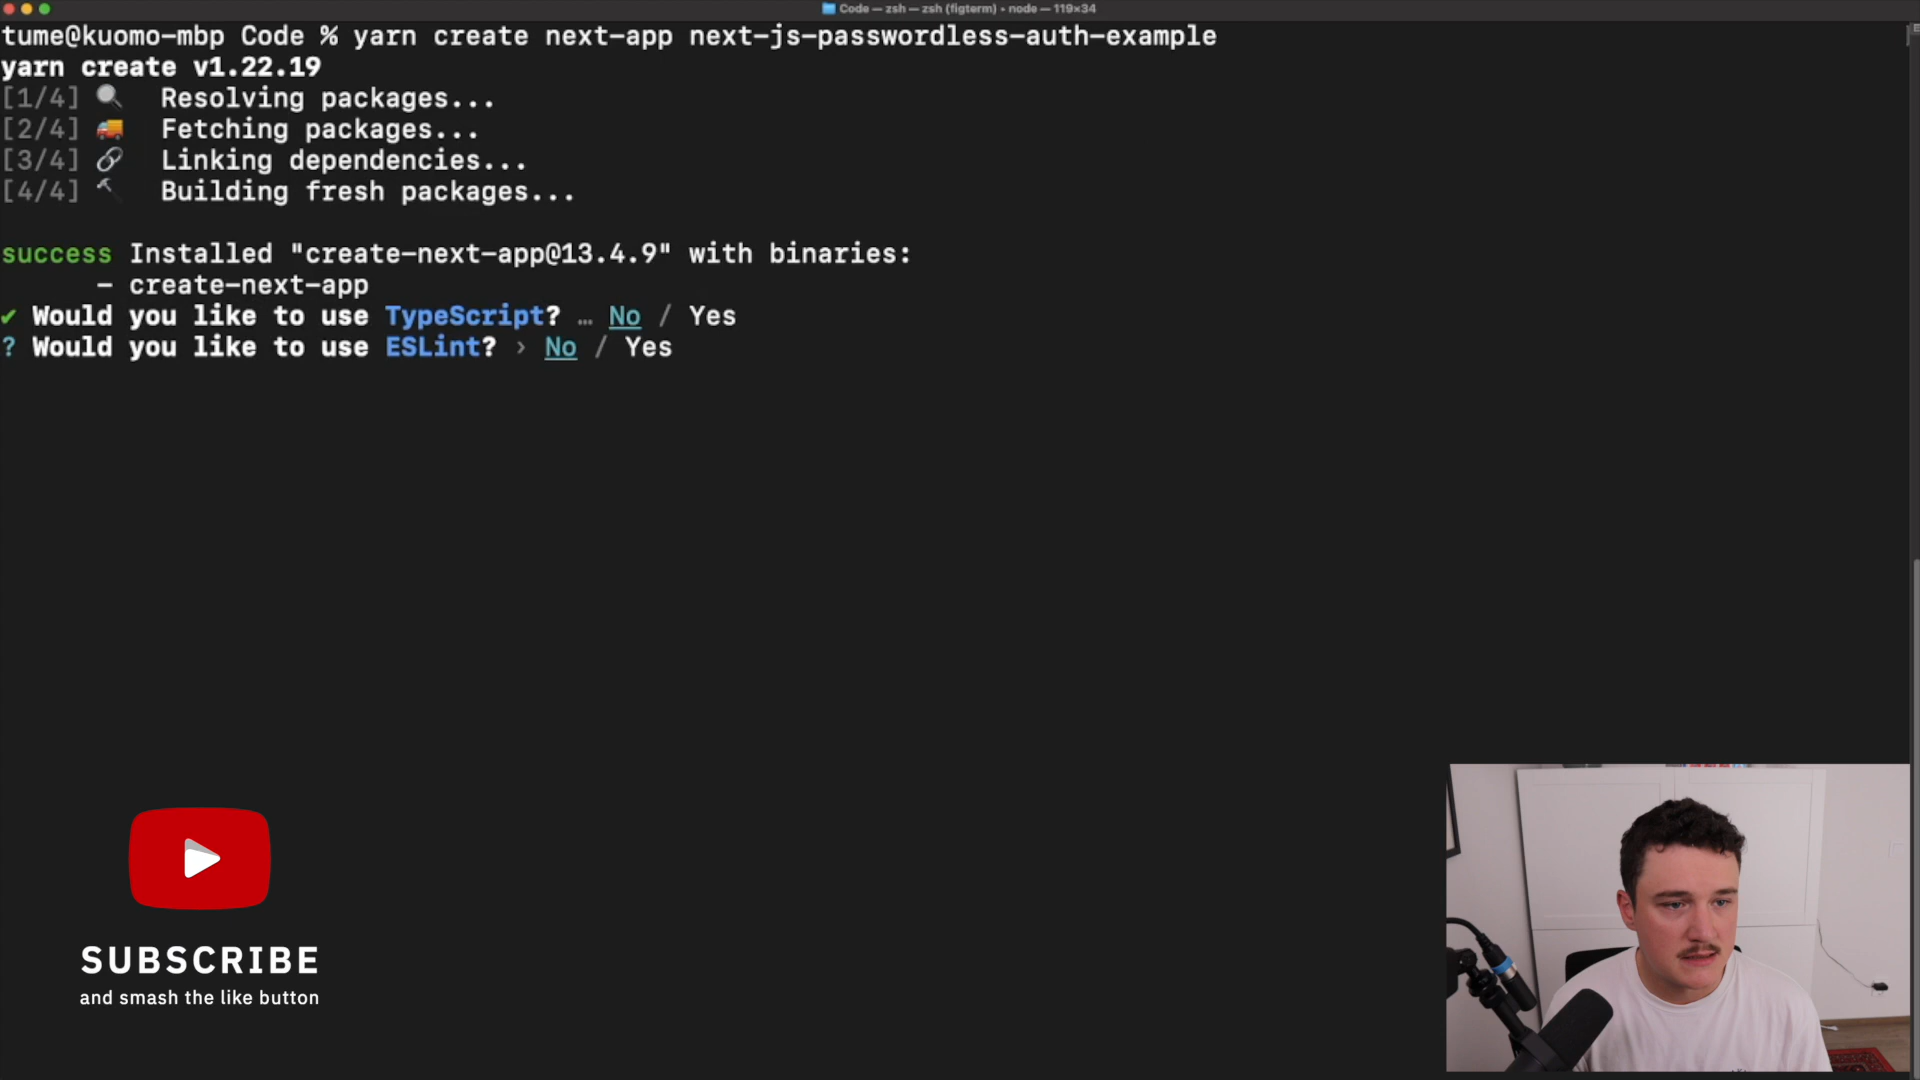 Code — zsh — zsh (figterm) • node — 119×34
tume@kuomo-mbp Code % yarn create next-app next-js-passwordless-auth-example
yarn create v1.22.19
[1/4] 🔍 Resolving packages...
[2/4] 🚚 Fetching packages...
[3/4] 🔗 Linking dependencies...
[4/4] 🔨 Building fresh packages...
success Installed "create-next-app@13.4.9" with binaries:
- create-next-app
✔ Would you like to use TypeScript? … No / Yes
? Would you like to use ESLint? › No / Yes
SUBSCRIBE
and smash the like button